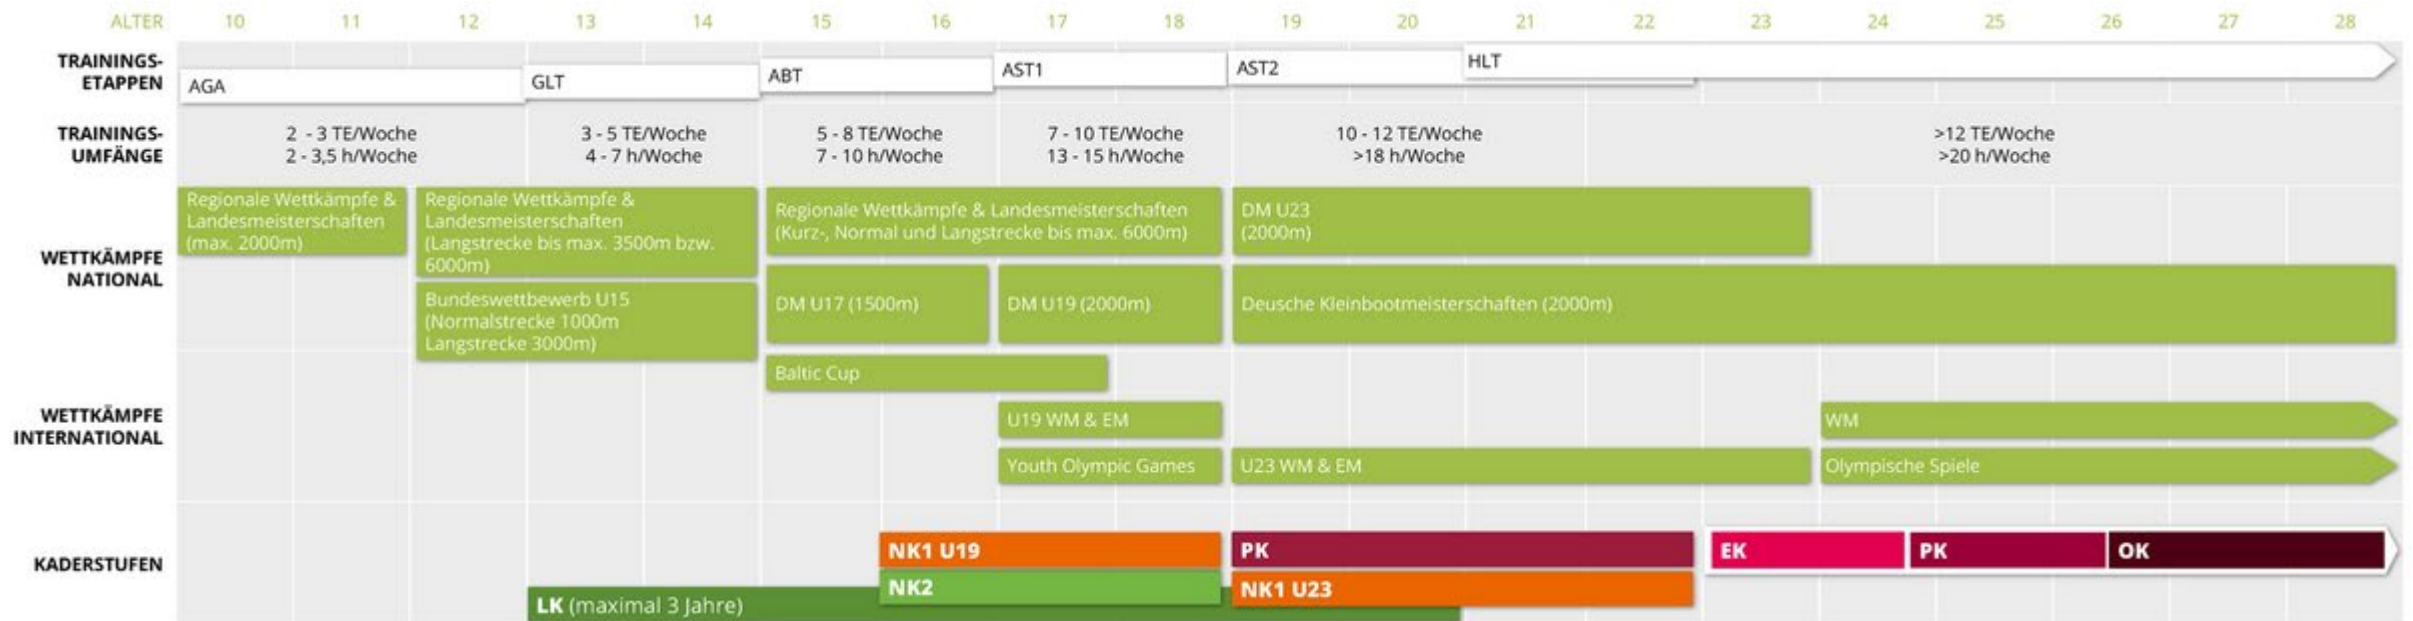 ALTER 10 11 12 13 14 15 16 17 18 19 20 21 22 23 24 25 26 27 28
TRAININGS-
ETAPPEN
AGA
GLT
ABT
AST1
AST2
HLT
TRAININGS-
UMFÄNGE
2 - 3 TE/Woche
2 - 3,5 h/Woche
3 - 5 TE/Woche
4 - 7 h/Woche
5 - 8 TE/Woche
7 - 10 h/Woche
7 - 10 TE/Woche
13 - 15 h/Woche
10 - 12 TE/Woche
>18 h/Woche
>12 TE/Woche
>20 h/Woche
WETTKÄMPFE
NATIONAL
Regionale Wettkämpfe &
Landesmeisterschaften
(max. 2000m)
Regionale Wettkämpfe &
Landesmeisterschaften
(Langstrecke bis max. 3500m bzw.
6000m)
Regionale Wettkämpfe & Landesmeisterschaften
(Kurz-, Normal und Langstrecke bis max. 6000m)
DM U23
(2000m)
Bundeswettbewerb U15
(Normalstrecke 1000m
Langstrecke 3000m)
DM U17 (1500m)
DM U19 (2000m)
Deusche Kleinbootmeisterschaften (2000m)
WETTKÄMPFE
INTERNATIONAL
Baltic Cup
U19 WM & EM
WM
Youth Olympic Games
U23 WM & EM
Olympische Spiele
KADERSTUFEN
NK1 U19
PK
EK
PK
OK
NK2
NK1 U23
LK (maximal 3 Jahre)